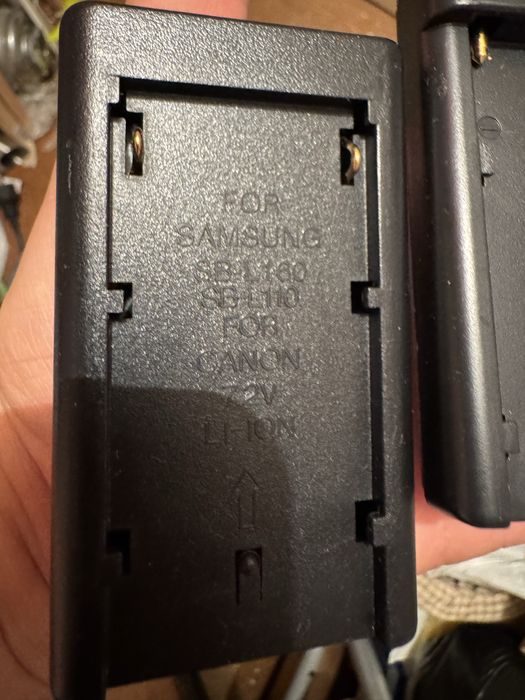 FOR
SAMSUNG
SB-L160
SB-L110
FOR
CANON
7.2V
LI-ION